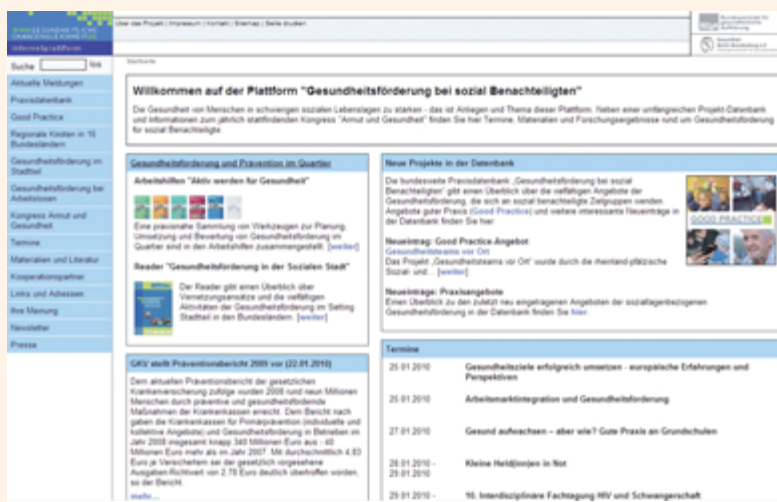 Über das Projekt | Impressum | Kontakt | Sitemap | Seite drucken
Bundeszentrale für
gesundheitliche
Aufklärung
WWW.GESUNDHEITLICHE
CHANCENGLEICHHEIT.DE
Internetplattform
Gesundheit
Berlin-Brandenburg e.V.
Suche los
Startseite
Aktuelle Meldungen
Praxisdatenbank
Good Practice
Regionale Knoten in 15
Bundesländern
Gesundheitsförderung im
Stadtteil
Gesundheitsförderung bei
Arbeitslosen
Kongress Armut und
Gesundheit
Termine
Materialien und Literatur
Kooperationspartner
Links und Adressen
Ihre Meinung
Newsletter
Presse
Willkommen auf der Plattform "Gesundheitsförderung bei sozial Benachteiligten"
Die Gesundheit von Menschen in schwierigen sozialen Lebenslagen zu stärken - das ist Anliegen und Thema dieser Plattform. Neben einer umfangreichen Projekt-Datenbank
und Informationen zum jährlich stattfindenden Kongress "Armut und Gesundheit" finden Sie hier Termine, Materialien und Forschungsergebnisse rund um Gesundheitsförderung
für sozial Benachteiligte.
Gesundheitsförderung und Prävention im Quartier
Arbeitshilfen "Aktiv werden für Gesundheit"
Eine praxisnahe Sammlung von Werkzeugen zur Planung,
Umsetzung und Bewertung von Gesundheitsförderung im
Quartier sind in den Arbeitshilfen zusammengestellt. [weiter]
Reader "Gesundheitsförderung in der Sozialen Stadt"
Der Reader gibt einen Überblick über
Vernetzungsansätze und die vielfältigen
Aktivitäten der Gesundheitsförderung im Setting
Stadtteil in den Bundesländern. [weiter]
GKV stellt Präventionsbericht 2009 vor (22.01.2010)
Dem aktuellen Präventionsbericht der gesetzlichen
Krankenversicherung zufolge wurden 2008 rund neun Millionen
Menschen durch präventive und gesundheitsfördernde
Maßnahmen der Krankenkassen erreicht. Dem Bericht nach
gaben die Krankenkassen für Primärprävention (individuelle und
kollektive Angebote) und Gesundheitsförderung in Betrieben im
Jahr 2008 insgesamt knapp 340 Millionen Euro aus - 40
Millionen Euro mehr als im Jahr 2007. Mit durchschnittlich 4,83
Euro je Versichertem sei der gesetzlich vorgesehene
Ausgaben-Richtwert von 2,78 Euro deutlich übertroffen worden,
so der Bericht.
mehr...
Neue Projekte in der Datenbank
Die bundesweite Praxisdatenbank „Gesundheitsförderung bei sozial
Benachteiligten" gibt einen Überblick über die vielfältigen Angebote der
Gesundheitsförderung, die sich an sozial benachteiligte Zielgruppen wenden.
Angebote guter Praxis (Good Practice) und weitere interessante Neueinträge in
der Datenbank finden Sie hier.
GOOD PRACTICE
Neueintrag: Good Practice-Angebot
Gesundheitsteams vor Ort
Das Projekt „Gesundheitsteams vor Ort" wurde durch die rheinland-pfälzische
Sozial- und... [weiter]
Neueinträge: Praxisangebote
Einen Überblick zu den zuletzt neu eingetragenen Angeboten der soziallagenbezogenen
Gesundheitsförderung in der Datenbank finden Sie hier.
Termine
25.01.2010 Gesundheitsziele erfolgreich umsetzen - europäische Erfahrungen und
Perspektiven
25.01.2010 Arbeitsmarktintegration und Gesundheitsförderung
27.01.2010 Gesund aufwachsen – aber wie? Gute Praxis an Grundschulen
28.01.2010 - Kleine Held(inn)en in Not
29.01.2010
29.01.2010 - 10. Interdisziplinäre Fachtagung HIV und Schwangerschaft